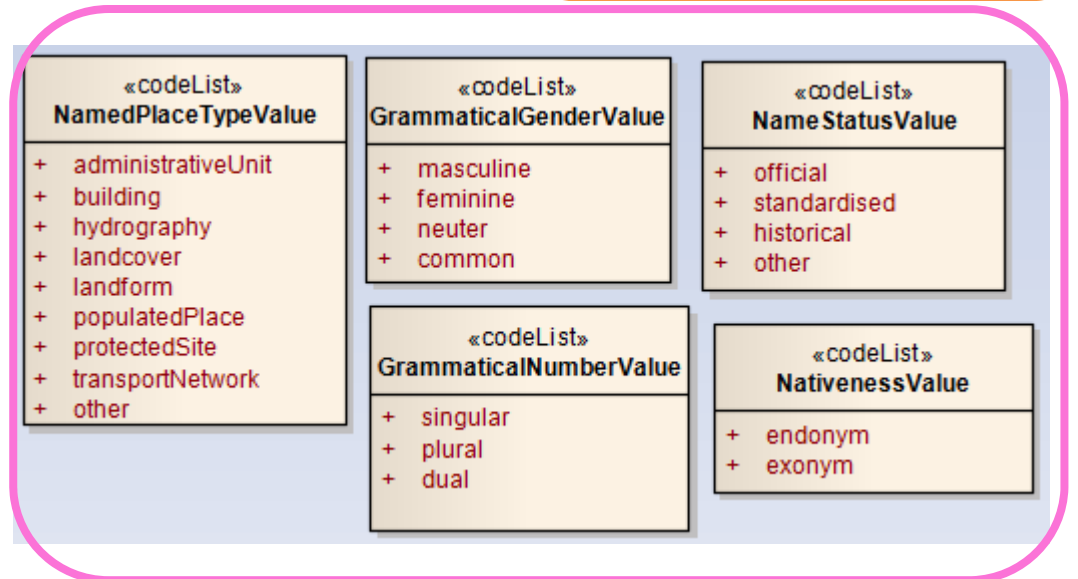 «codeList»
NamedPlaceTypeValue
+ administrativeUnit
+ building
+ hydrography
+ landcover
+ landform
+ populatedPlace
+ protectedSite
+ transportNetwork
+ other
«codeList»
GrammaticalGenderValue
+ masculine
+ feminine
+ neuter
+ common
«codeList»
NameStatusValue
+ official
+ standardised
+ historical
+ other
«codeList»
GrammaticalNumberValue
+ singular
+ plural
+ dual
«codeList»
NativenessValue
+ endonym
+ exonym